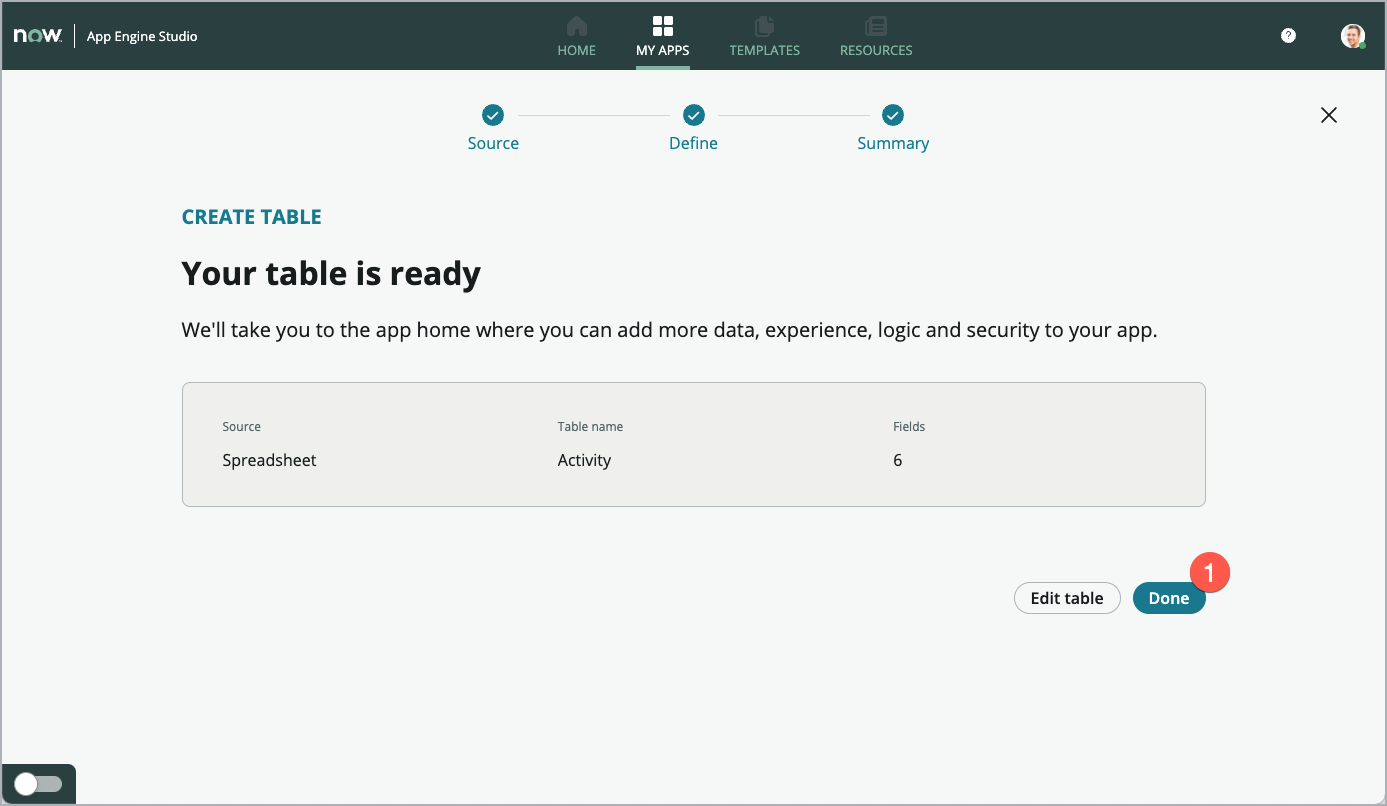 now. App Engine Studio
HOME
MY APPS
TEMPLATES
RESOURCES
?
Source
Define
Summary
CREATE TABLE
Your table is ready
We'll take you to the app home where you can add more data, experience, logic and security to your app.
Source Table name Fields
Spreadsheet Activity 6
1
Edit table Done